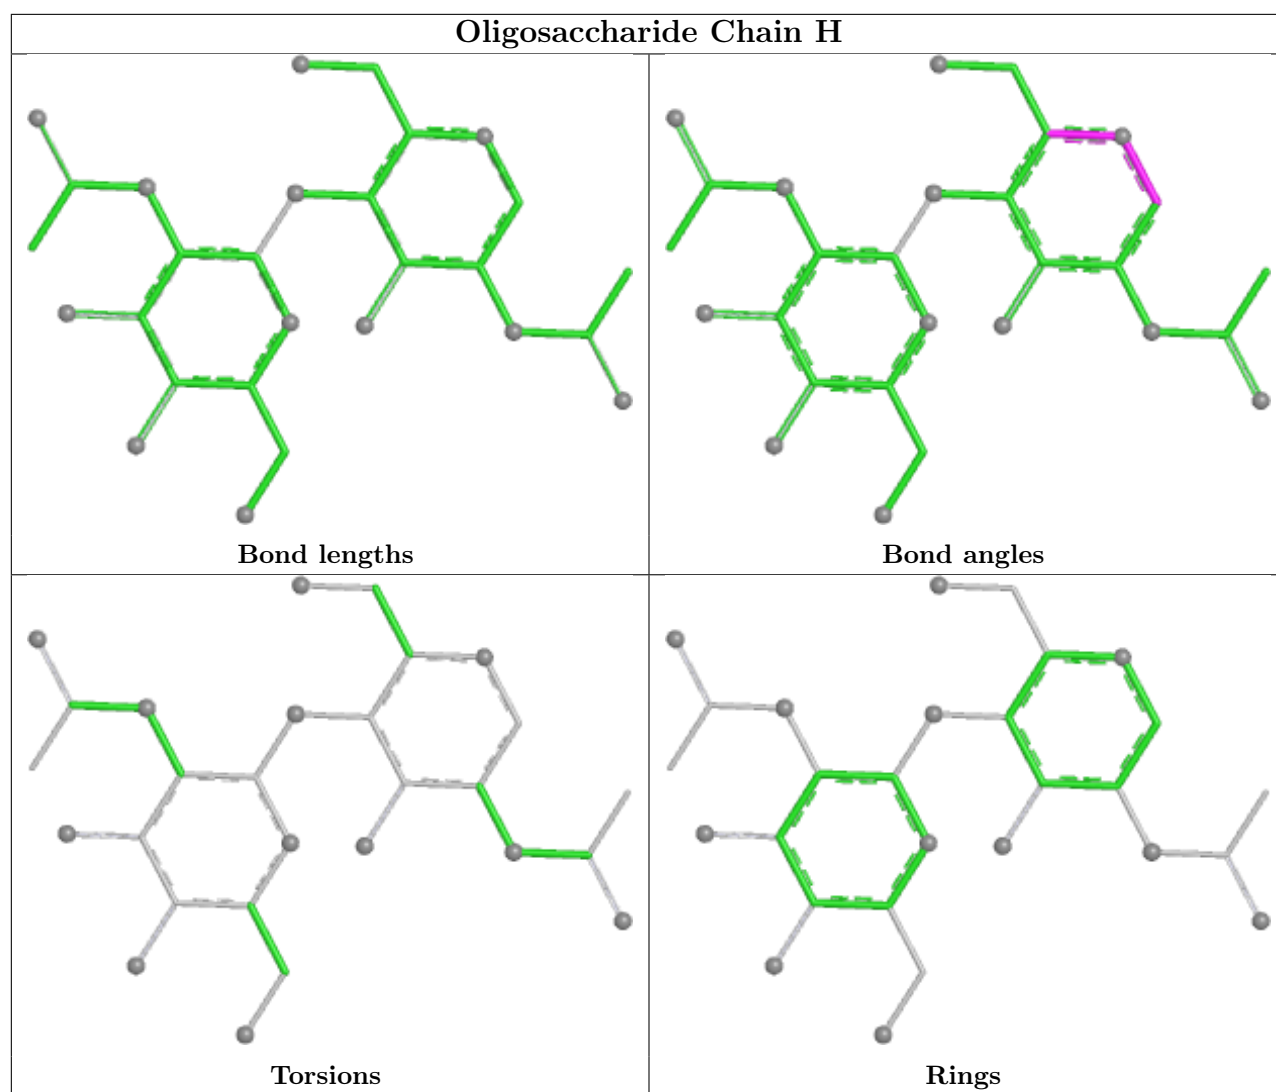 Oligosaccharide Chain H
Bond lengths
Bond angles
Torsions
Rings